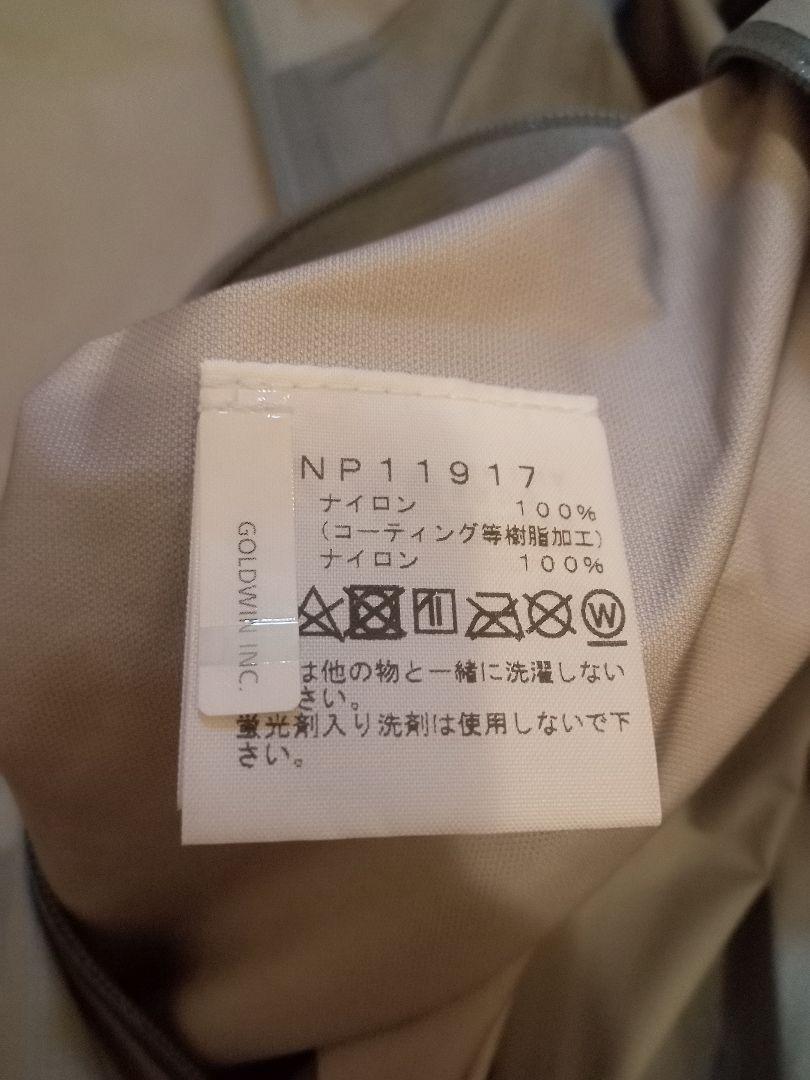 NP11917
ナイロン 100%
(コーティング等樹脂加工)
ナイロン 100%
W
は他の物と一緒に洗濯しない
さい。
蛍光剤入り洗剤は使用しないで下
さい。
GOLDWIN INC.